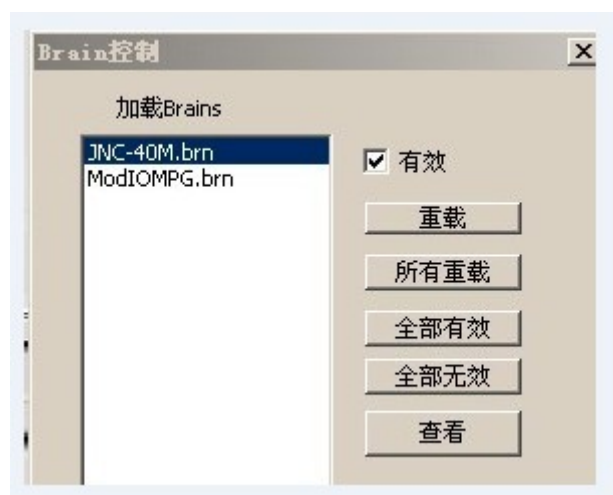 Brain控制
加载Brains
JNC-40M.brn
ModIOMPG.brn
有效
重载
所有重载
全部有效
全部无效
查看